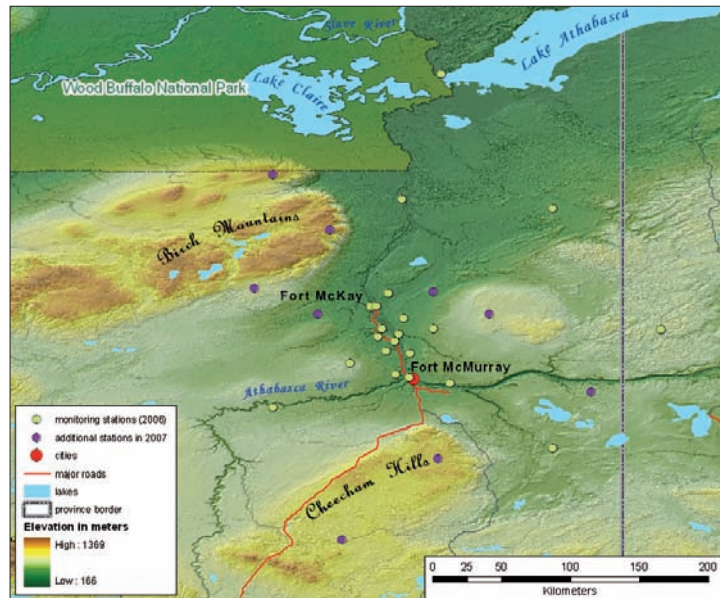 Slave River
Lake Athabasca
Wood Buffalo National Park
Lake Claire
Birch Mountains
Fort McKay
Fort McMurray
Athabasca River
Cheecham Hills
monitoring stations (2006)
additional stations in 2007
cities
major roads
lakes
province border
Elevation in meters
High : 1369
Low : 166
0 25 50 100 150 200
Kilometers